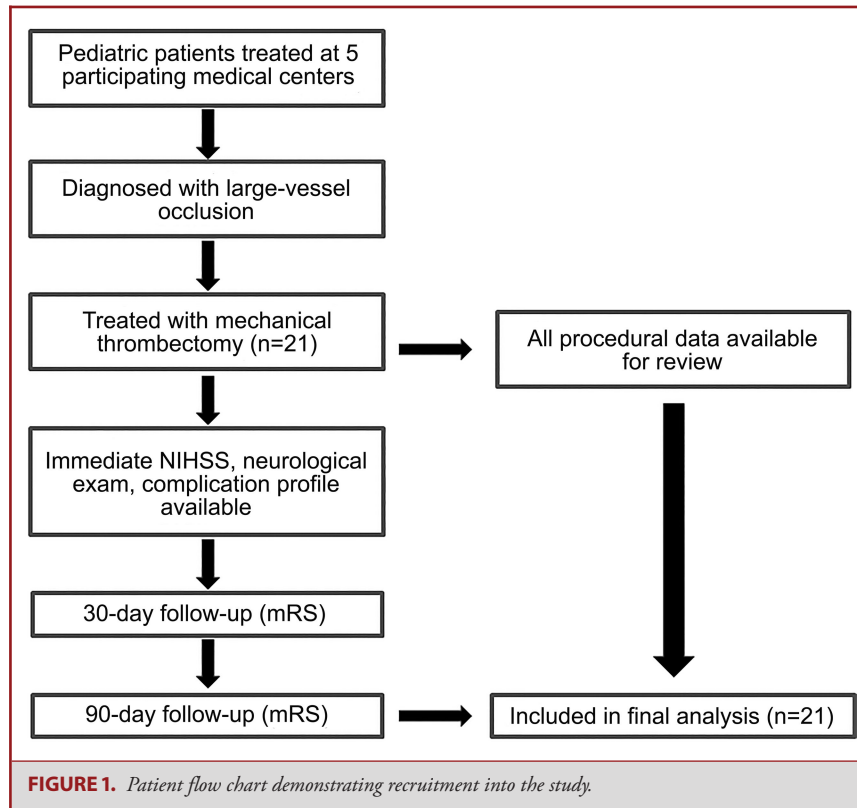 Pediatric patients treated at 5
participating medical centers
Diagnosed with large-vessel
occlusion
Treated with mechanical
thrombectomy (n=21)
All procedural data available
for review
Immediate NIHSS, neurological
exam, complication profile
available
30-day follow-up (mRS)
90-day follow-up (mRS)
Included in final analysis (n=21)
FIGURE 1. Patient flow chart demonstrating recruitment into the study.